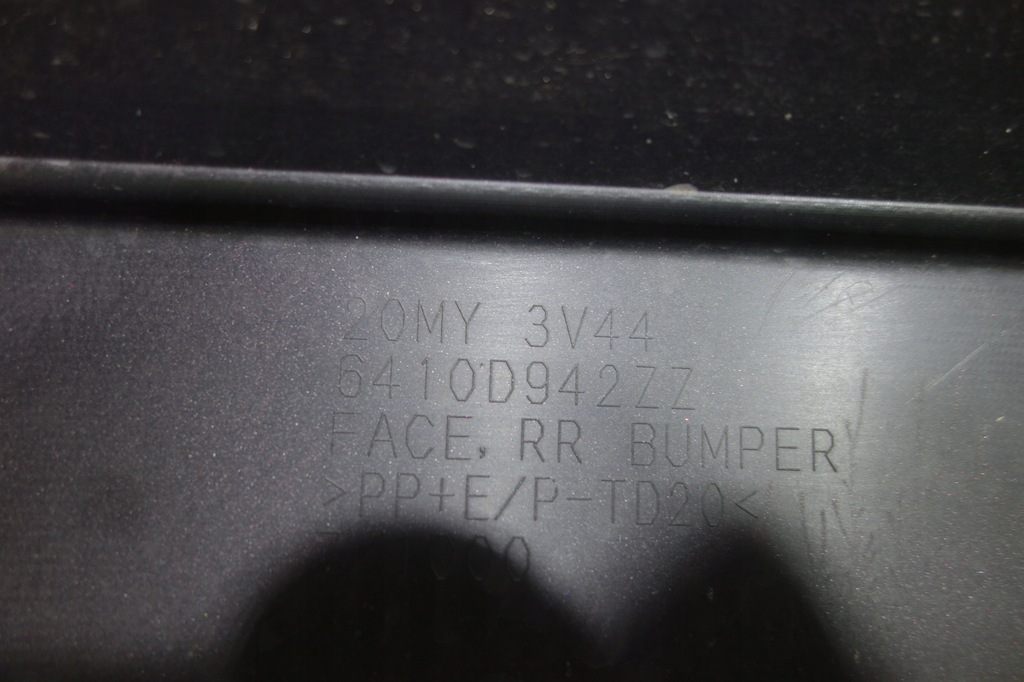 20MY 3V44
6410D942ZZ
FACE, RR BUMPER
>PP+E/P-TD20<